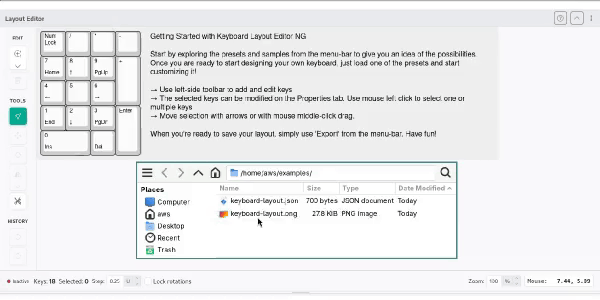 Layout Editor
EDIT
TOOLS
HISTORY
Num Lock / * -
7 Home 8 ↑ 9 PgUp +
4 ← 5 6 →
1 End 2 ↓ 3 PgDn Enter
0 Ins . Del
Getting Started with Keyboard Layout Editor NG
Start by exploring the presets and samples from the menu-bar to give you an idea of the possibilities.
Once you are ready to start designing your own keyboard, just load one of the presets and start
customizing it!
→ Use left-side toolbar to add and edit keys
→ The selected keys can be modified on the Properties tab. Use mouse left click to select one or
multiple keys
→ Move selection with arrows or with mouse middle-click drag.
When you're ready to save your layout, simply use 'Export' from the menu-bar. Have fun!
/home/aws/examples/
Places
Computer
aws
Desktop
Recent
Trash
Name Size Type Date Modified
keyboard-layout.json 700 bytes JSON document Today
keyboard-layout.png 27.8 KiB PNG image Today
Inactive Keys: 18 Selected: 0 Step: 0.25 U Lock rotations
Zoom: 100 % Mouse: 7.44, 5.09